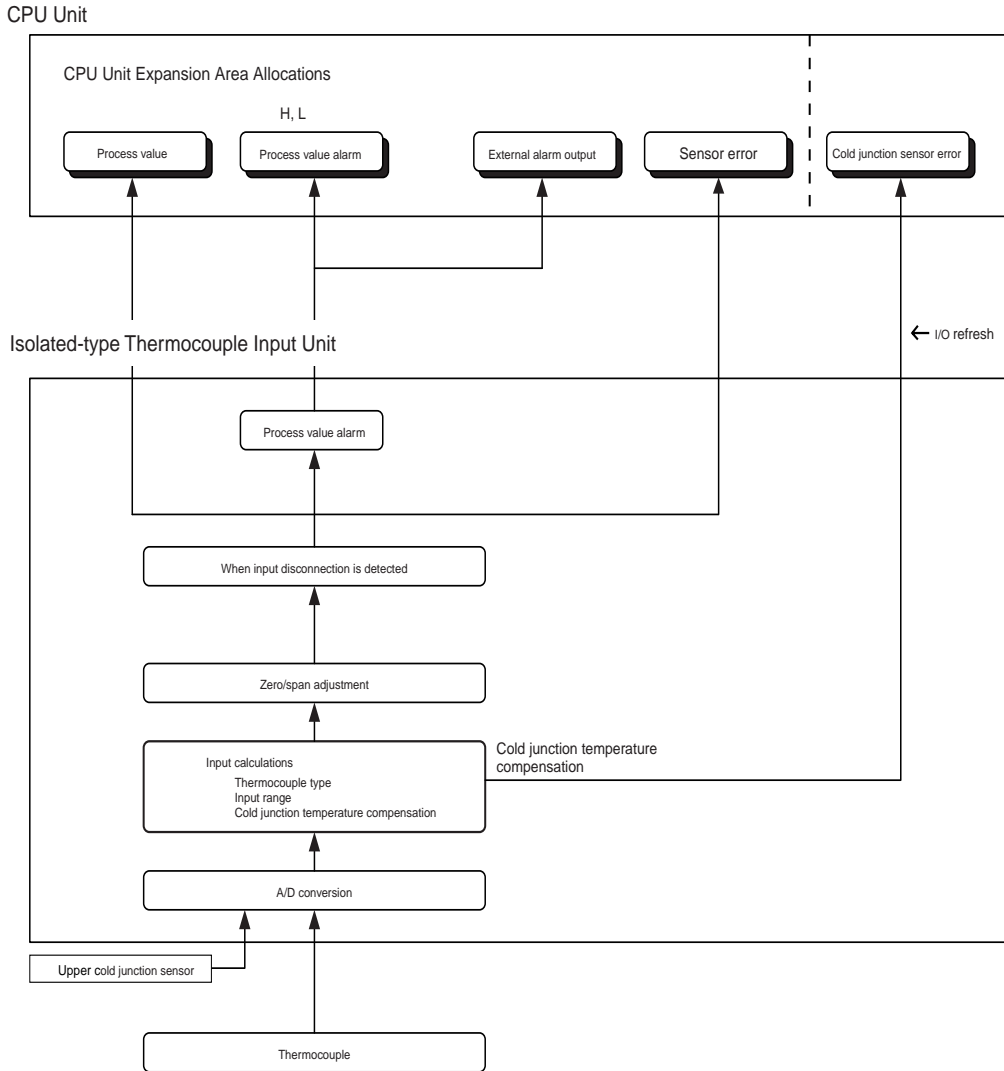 CPU Unit
CPU Unit Expansion Area Allocations
H, L
Process value
Process value alarm
External alarm output
Sensor error
Cold junction sensor error
I/O refresh
Isolated-type Thermocouple Input Unit
Process value alarm
When input disconnection is detected
Zero/span adjustment
Input calculations
Thermocouple type
Input range
Cold junction temperature compensation
Cold junction temperature
compensation
A/D conversion
Upper cold junction sensor
Thermocouple